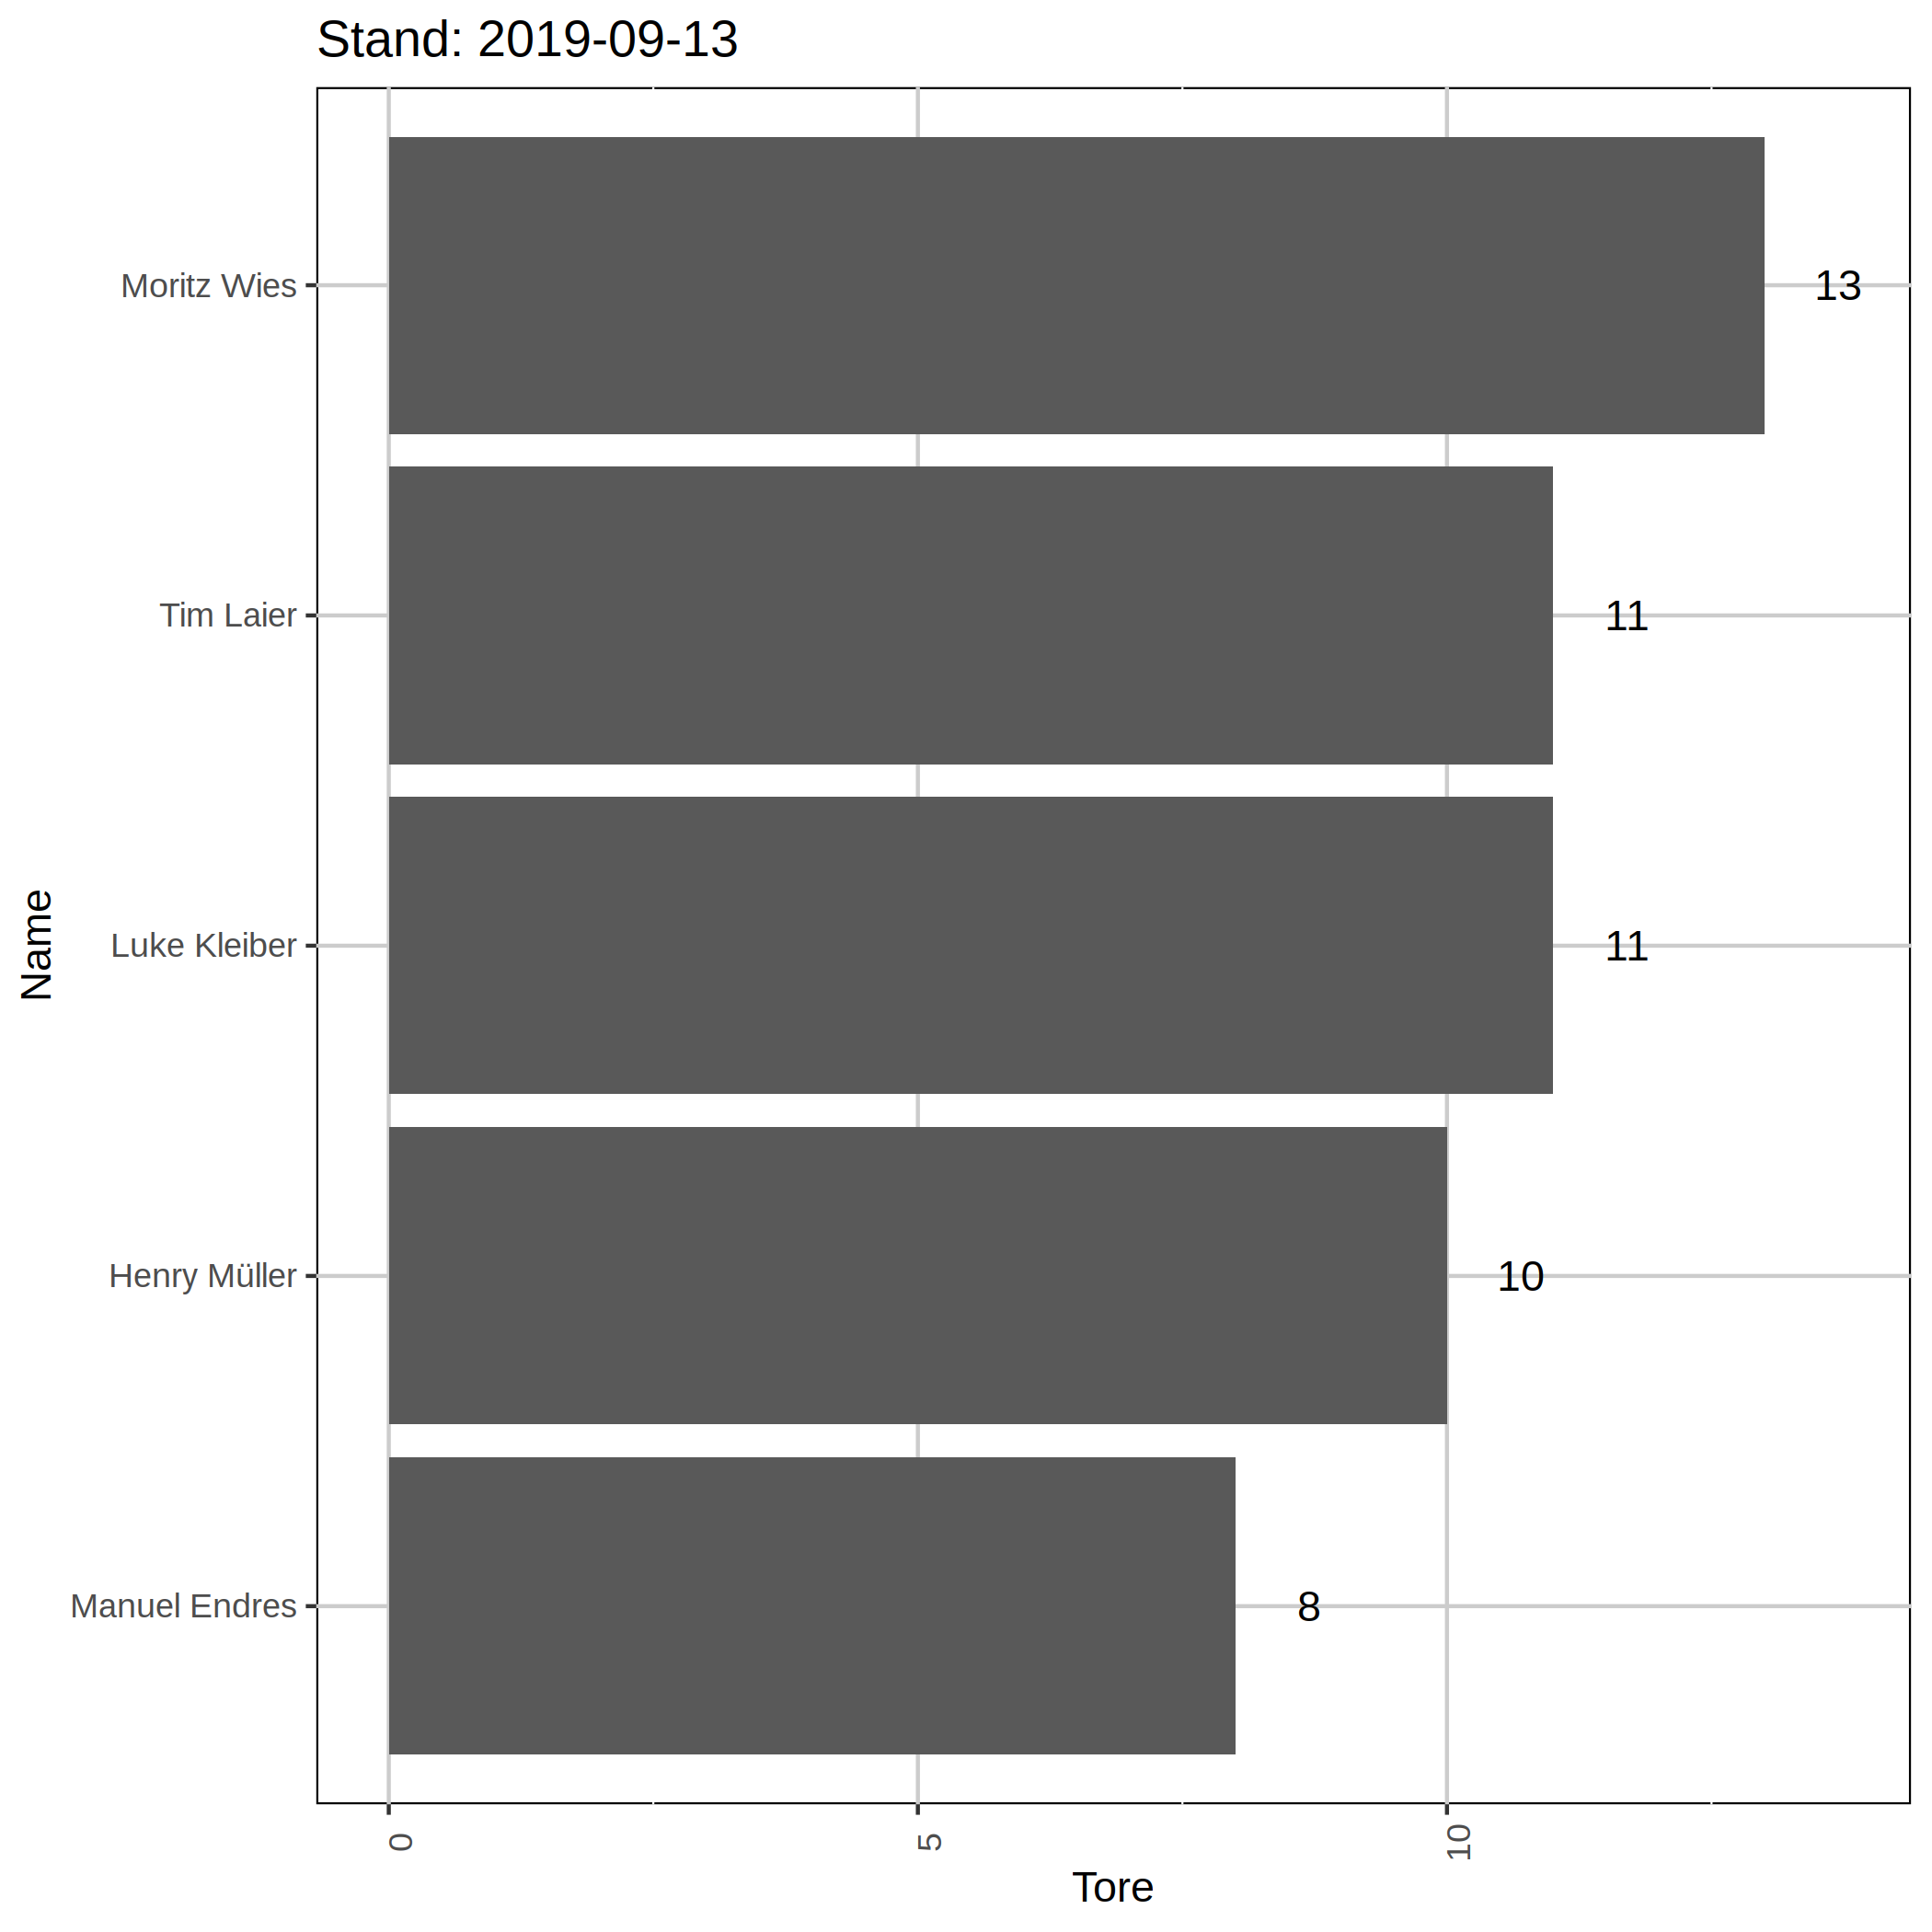 Stand: 2019-09-13
Name
Moritz Wies
13
Tim Laier
11
Luke Kleiber
11
Henry Müller
10
Manuel Endres
8
0
5
10
Tore